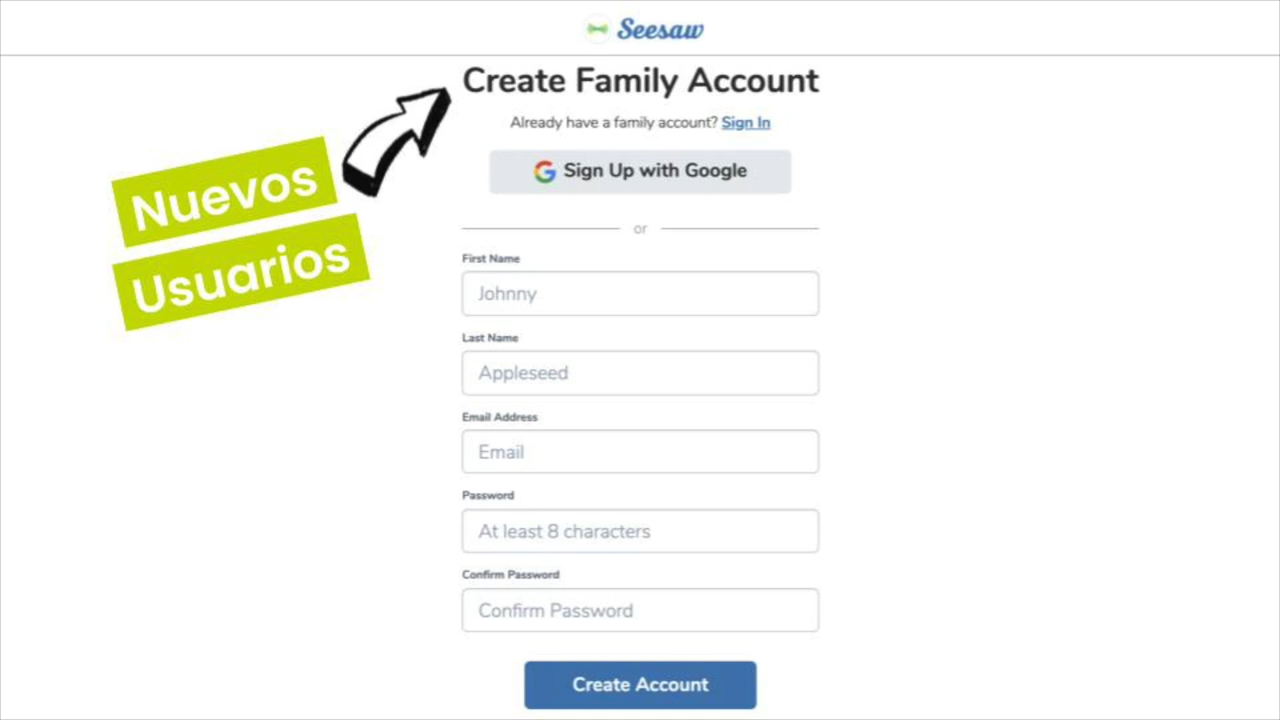 Seesaw
Create Family Account
Already have a family account? Sign In
Sign Up with Google
Nuevos
Usuarios
or
First Name
Johnny
Last Name
Appleseed
Email Address
Email
Password
At least 8 characters
Confirm Password
Confirm Password
Create Account